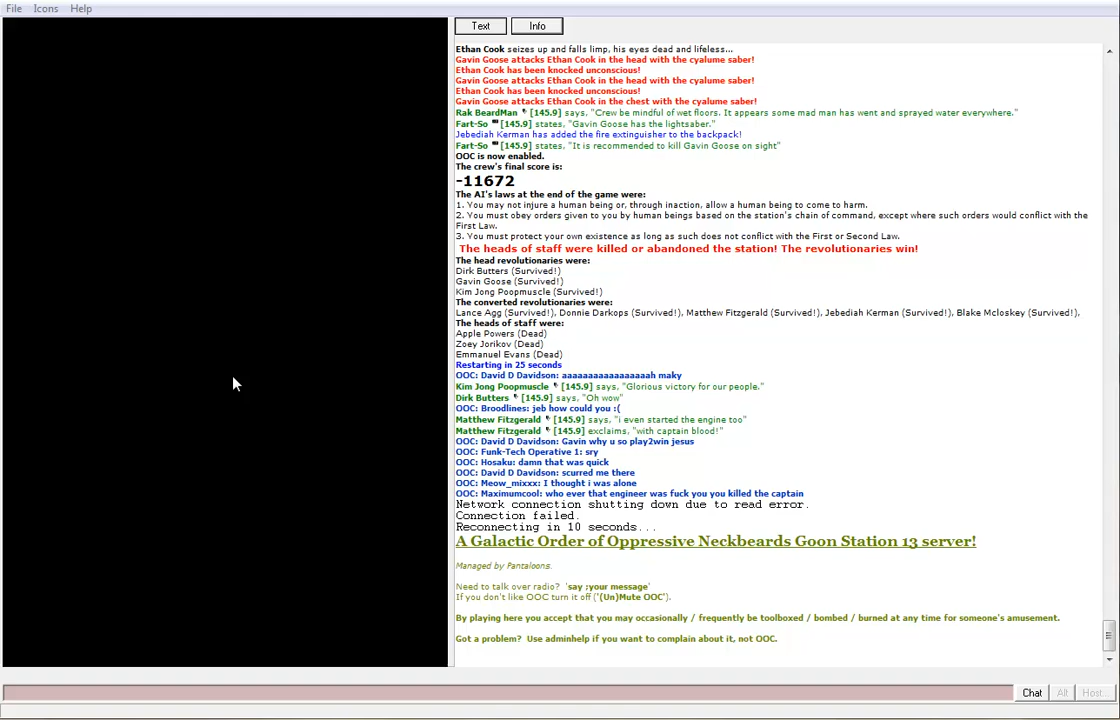 File Icons Help
Text Info
Ethan Cook seizes up and falls limp, his eyes dead and lifeless...
Gavin Goose attacks Ethan Cook in the head with the cyalume saber!
Ethan Cook has been knocked unconscious!
Gavin Goose attacks Ethan Cook in the head with the cyalume saber!
Ethan Cook has been knocked unconscious!
Gavin Goose attacks Ethan Cook in the chest with the cyalume saber!
Rak BeardMan [145.9] says, "Crew be mindful of wet floors. It appears some mad man has went and sprayed water everywhere."
Fart-So [145.9] states, "Gavin Goose has the lightsaber."
Jebediah Kerman has added the fire extinguisher to the backpack!
Fart-So [145.9] states, "It is recommended to kill Gavin Goose on sight"
OOC is now enabled.
The crew's final score is:
-11672
The AI's laws at the end of the game were:
1. You may not injure a human being or, through inaction, allow a human being to come to harm.
2. You must obey orders given to you by human beings based on the station's chain of command, except where such orders would conflict with the
First Law.
3. You must protect your own existence as long as such does not conflict with the First or Second Law.
The heads of staff were killed or abandoned the station! The revolutionaries win!
The head revolutionaries were:
Dirk Butters (Survived!)
Gavin Goose (Survived!)
Kim Jong Poopmuscle (Survived!)
The converted revolutionaries were:
Lance Agg (Survived!), Donnie Darkops (Survived!), Matthew Fitzgerald (Survived!), Jebediah Kerman (Survived!), Blake Mcloskey (Survived!),
The heads of staff were:
Apple Powers (Dead)
Zoey Jorikov (Dead)
Emmanuel Evans (Dead)
Restarting in 25 seconds
OOC: David D Davidson: aaaaaaaaaaaaaaaah maky
Kim Jong Poopmuscle [145.9] says, "Glorious victory for our people."
Dirk Butters [145.9] says, "Oh wow"
OOC: Broodlines: jeb how could you :(
Matthew Fitzgerald [145.9] says, "i even started the engine too"
Matthew Fitzgerald [145.9] exclaims, "with captain blood!"
OOC: David D Davidson: Gavin why u so play2win jesus
OOC: Funk-Tech Operative 1: sry
OOC: Hosaku: damn that was quick
OOC: David D Davidson: scurred me there
OOC: Meow_mixxx: I thought i was alone
OOC: Maximumcool: who ever that engineer was fuck you you killed the captain
Network connection shutting down due to read error.
Connection failed.
Reconnecting in 10 seconds...
A Galactic Order of Oppressive Neckbeards Goon Station 13 server!
Managed by Pantaloons.
Need to talk over radio? 'say ;your message'
If you don't like OOC turn it off ('(Un)Mute OOC').
By playing here you accept that you may occasionally / frequently be toolboxed / bombed / burned at any time for someone's amusement.
Got a problem? Use adminhelp if you want to complain about it, not OOC.
Chat Alt Host...